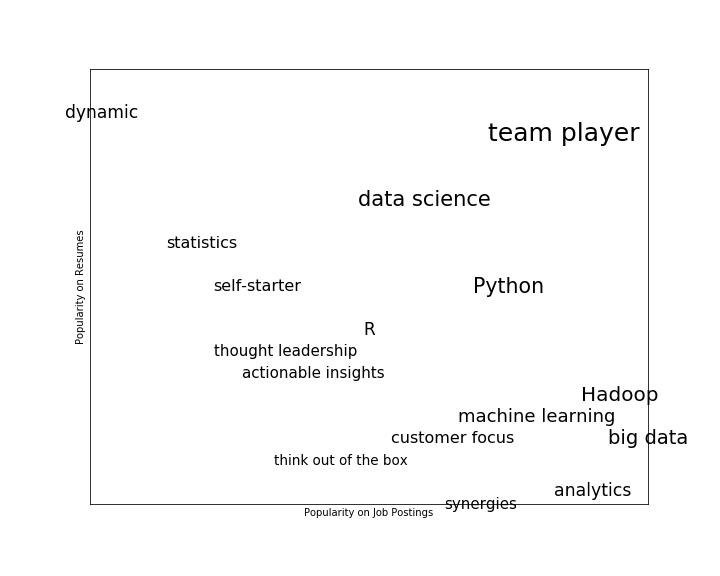 dynamic
team player
data science
statistics
self-starter
Python
R
thought leadership
actionable insights
Hadoop
machine learning
customer focus
big data
think out of the box
analytics
synergies
Popularity on Job Postings
Popularity on Resumes